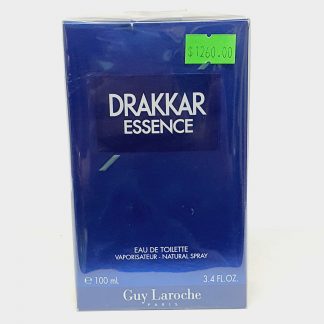 $1260.00
DRAKKAR
ESSENCE
EAU DE TOILETTE
VAPORISATEUR - NATURAL SPRAY
e 100 mL 3.4 FL.OZ.
Guy Laroche
PARIS